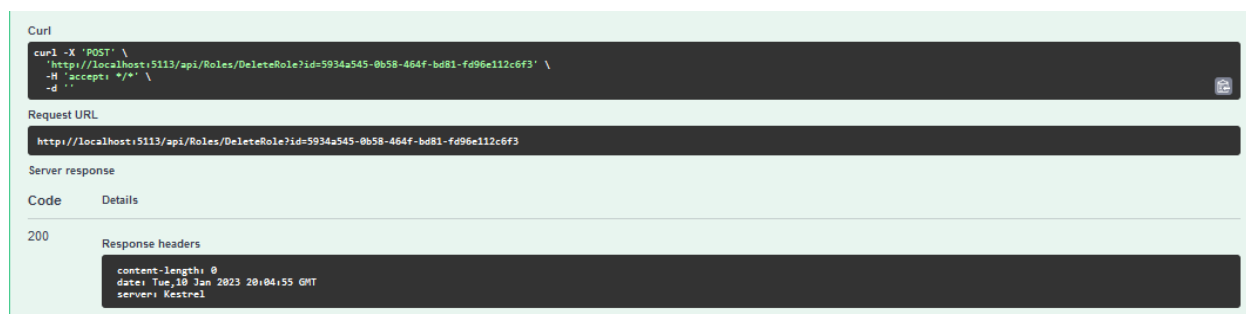 Curl
curl -X 'POST' \
'http://localhost:5113/api/Roles/DeleteRole?id=5934a545-0b58-464f-bd81-fd96e112c6f3' \
-H 'accept: */*' \
-d ''
Request URL
http://localhost:5113/api/Roles/DeleteRole?id=5934a545-0b58-464f-bd81-fd96e112c6f3
Server response
Code Details
200
Response headers
content-length: 0
date: Tue,10 Jan 2023 20:04:55 GMT
server: Kestrel